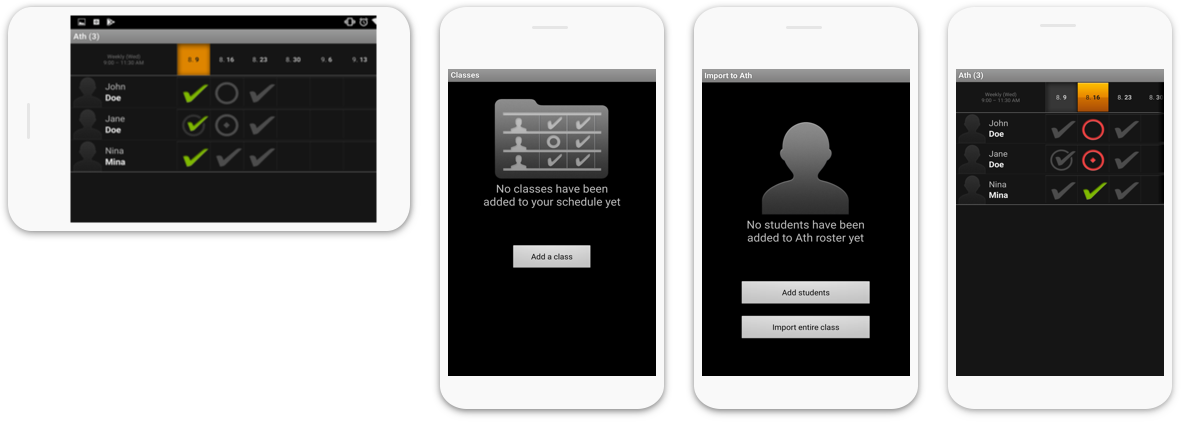 Ath (3)
Weekly (Wed)
9:00 – 11:30 AM
8. 9
8. 16
8. 23
8. 30
9. 6
9. 13
John
Doe
Jane
Doe
Nina
Mina
Classes
No classes have been
added to your schedule yet
Add a class
Import to Ath
No students have been
added to Ath roster yet
Add students
Import entire class
Ath (3)
Weekly (Wed)
9:00 – 11:30 AM
8. 9
8. 16
8. 23
8. 30
John
Doe
Jane
Doe
Nina
Mina